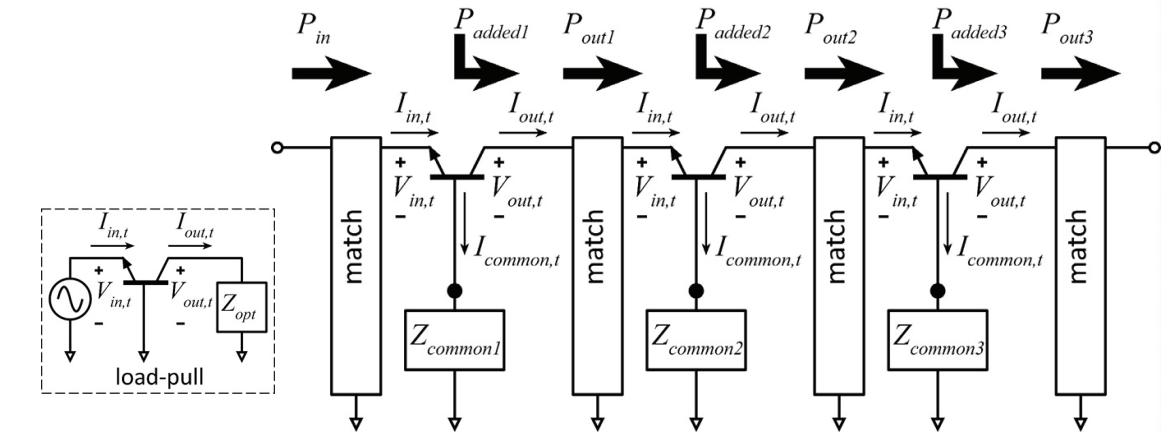 P_in P_added1 P_out1 P_added2 P_out2 P_added3 P_out3
I_in,t I_out,t I_in,t I_out,t I_in,t I_out,t
+ + + + + +
V_in,t V_out,t V_in,t V_out,t V_in,t V_out,t
- - - - - -
I_common,t I_common,t I_common,t
match match match match
Z_common1 Z_common2 Z_common3
I_in,t I_out,t
+ +
V_in,t V_out,t Z_opt
- -
load-pull